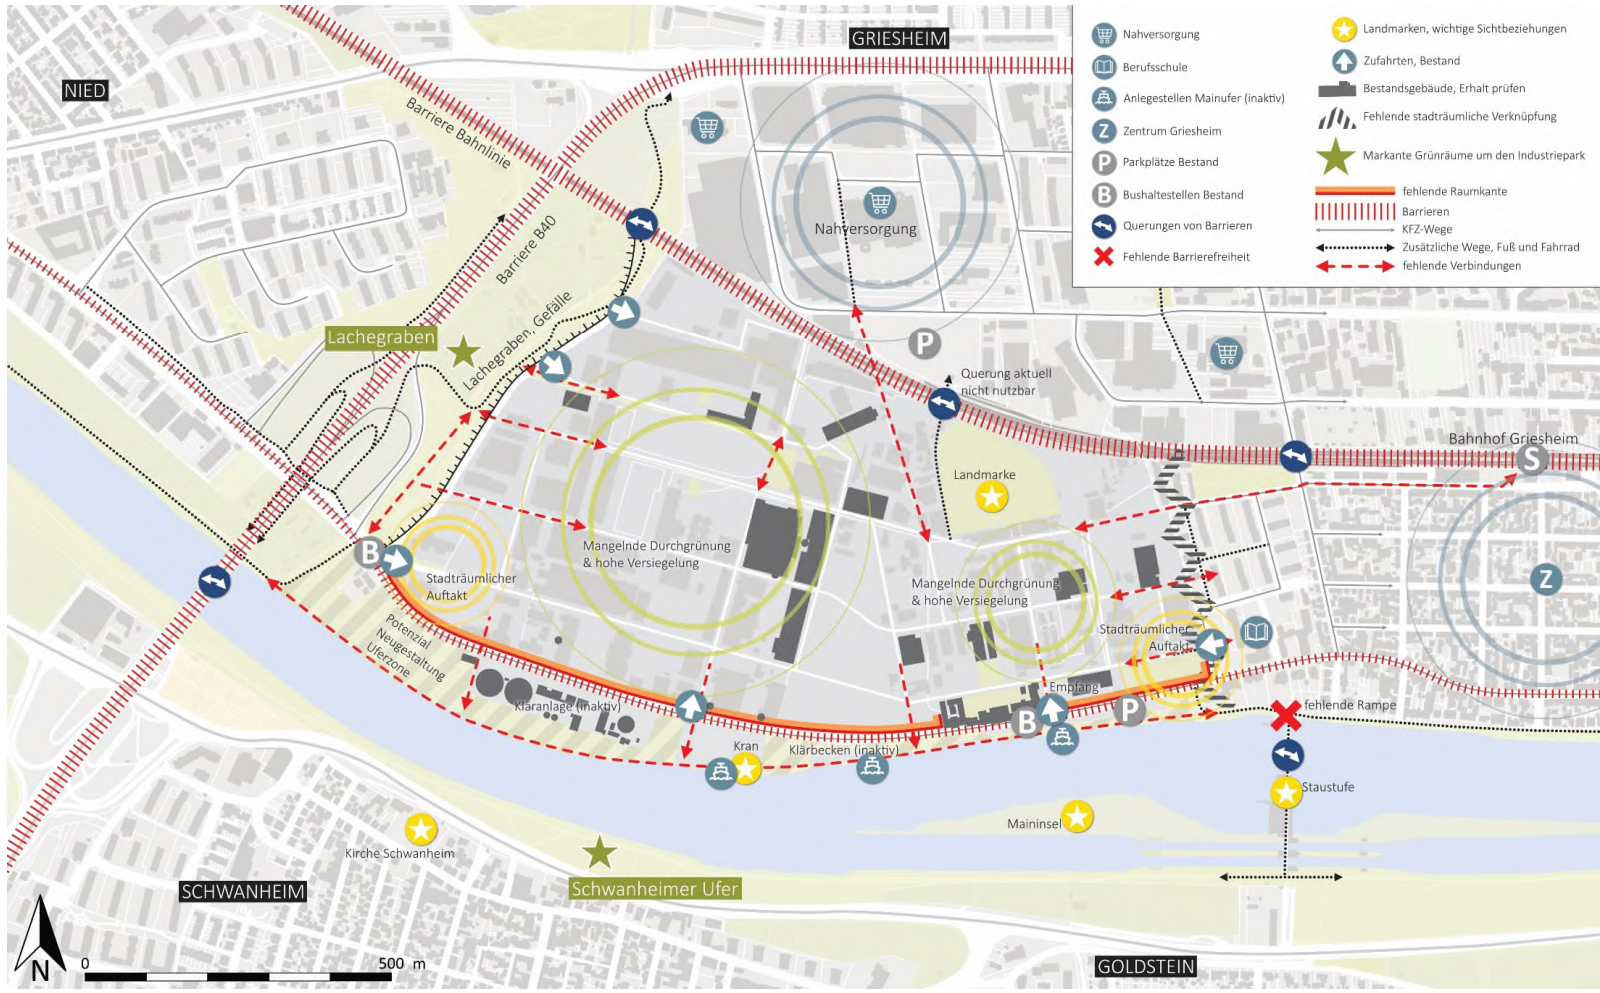 GRIESHEIM
NIED
Barriere Bahnlinie
Barriere B40
Nahversorgung
Lachegraben
Lachegraben, Gefälle
P
Querung aktuell
nicht nutzbar
Bahnhof Griesheim
S
Landmarke
Mangelnde Durchgrünung
& hohe Versiegelung
Mangelnde Durchgrünung
& hohe Versiegelung
B
Stadträumlicher
Auftakt
Z
Stadträumlicher
Auftakt
Potenzial
Neugestaltung
Uferzone
Kläranlage (inaktiv)
Empfang
B
P
fehlende Rampe
Kran
Klärbecken (inaktiv)
Staustufe
Maininsel
Kirche Schwanheim
SCHWANHEIM
Schwanheimer Ufer
GOLDSTEIN
N
0 500 m
Nahversorgung
Berufsschule
Anlegestellen Mainufer (inaktiv)
Z Zentrum Griesheim
P Parkplätze Bestand
B Bushaltestellen Bestand
Querungen von Barrieren
Fehlende Barrierefreiheit
Landmarken, wichtige Sichtbeziehungen
Zufahrten, Bestand
Bestandsgebäude, Erhalt prüfen
Fehlende stadträumliche Verknüpfung
Markante Grünräume um den Industriepark
fehlende Raumkante
Barrieren
KFZ-Wege
Zusätzliche Wege, Fuß und Fahrrad
fehlende Verbindungen